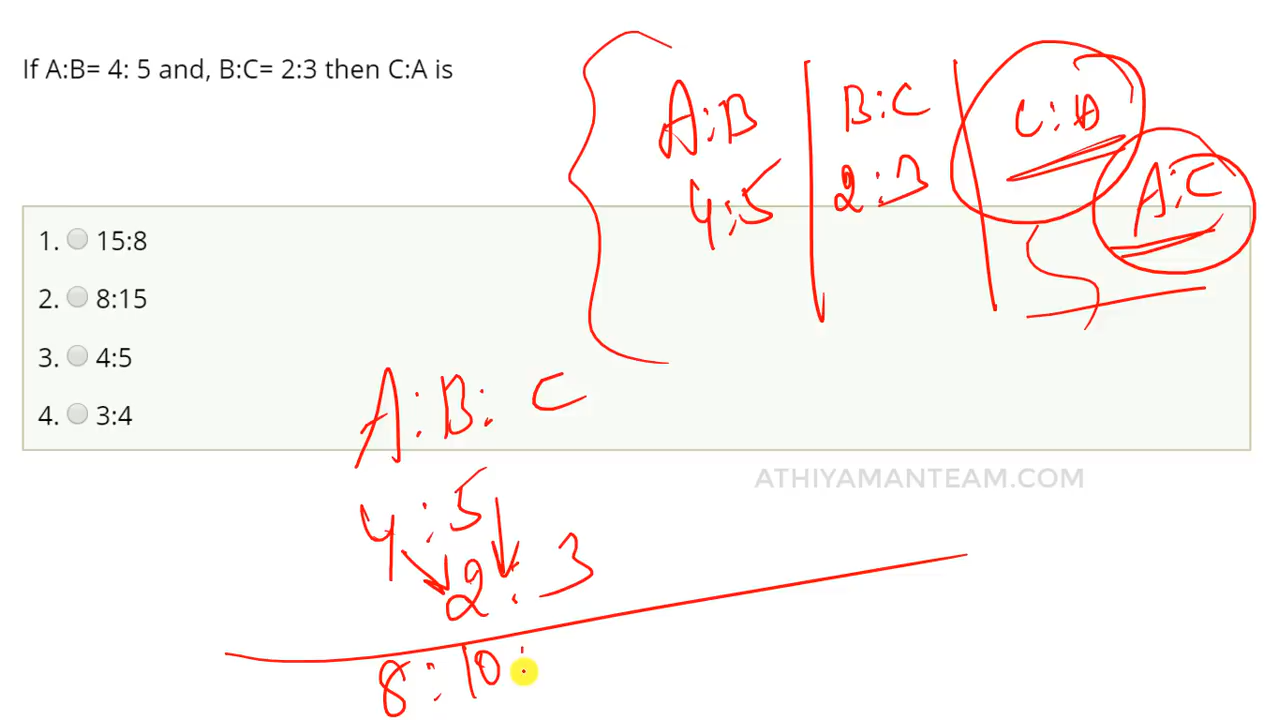 If A:B= 4: 5 and, B:C= 2:3 then C:A is
A:B
B:C
C:A
4:5
2:3
A:C
1. 15:8
2. 8:15
3. 4:5
4. 3:4
A:B:C
ATHIYAMANTEAM.COM
4:5
2:3
8:10: